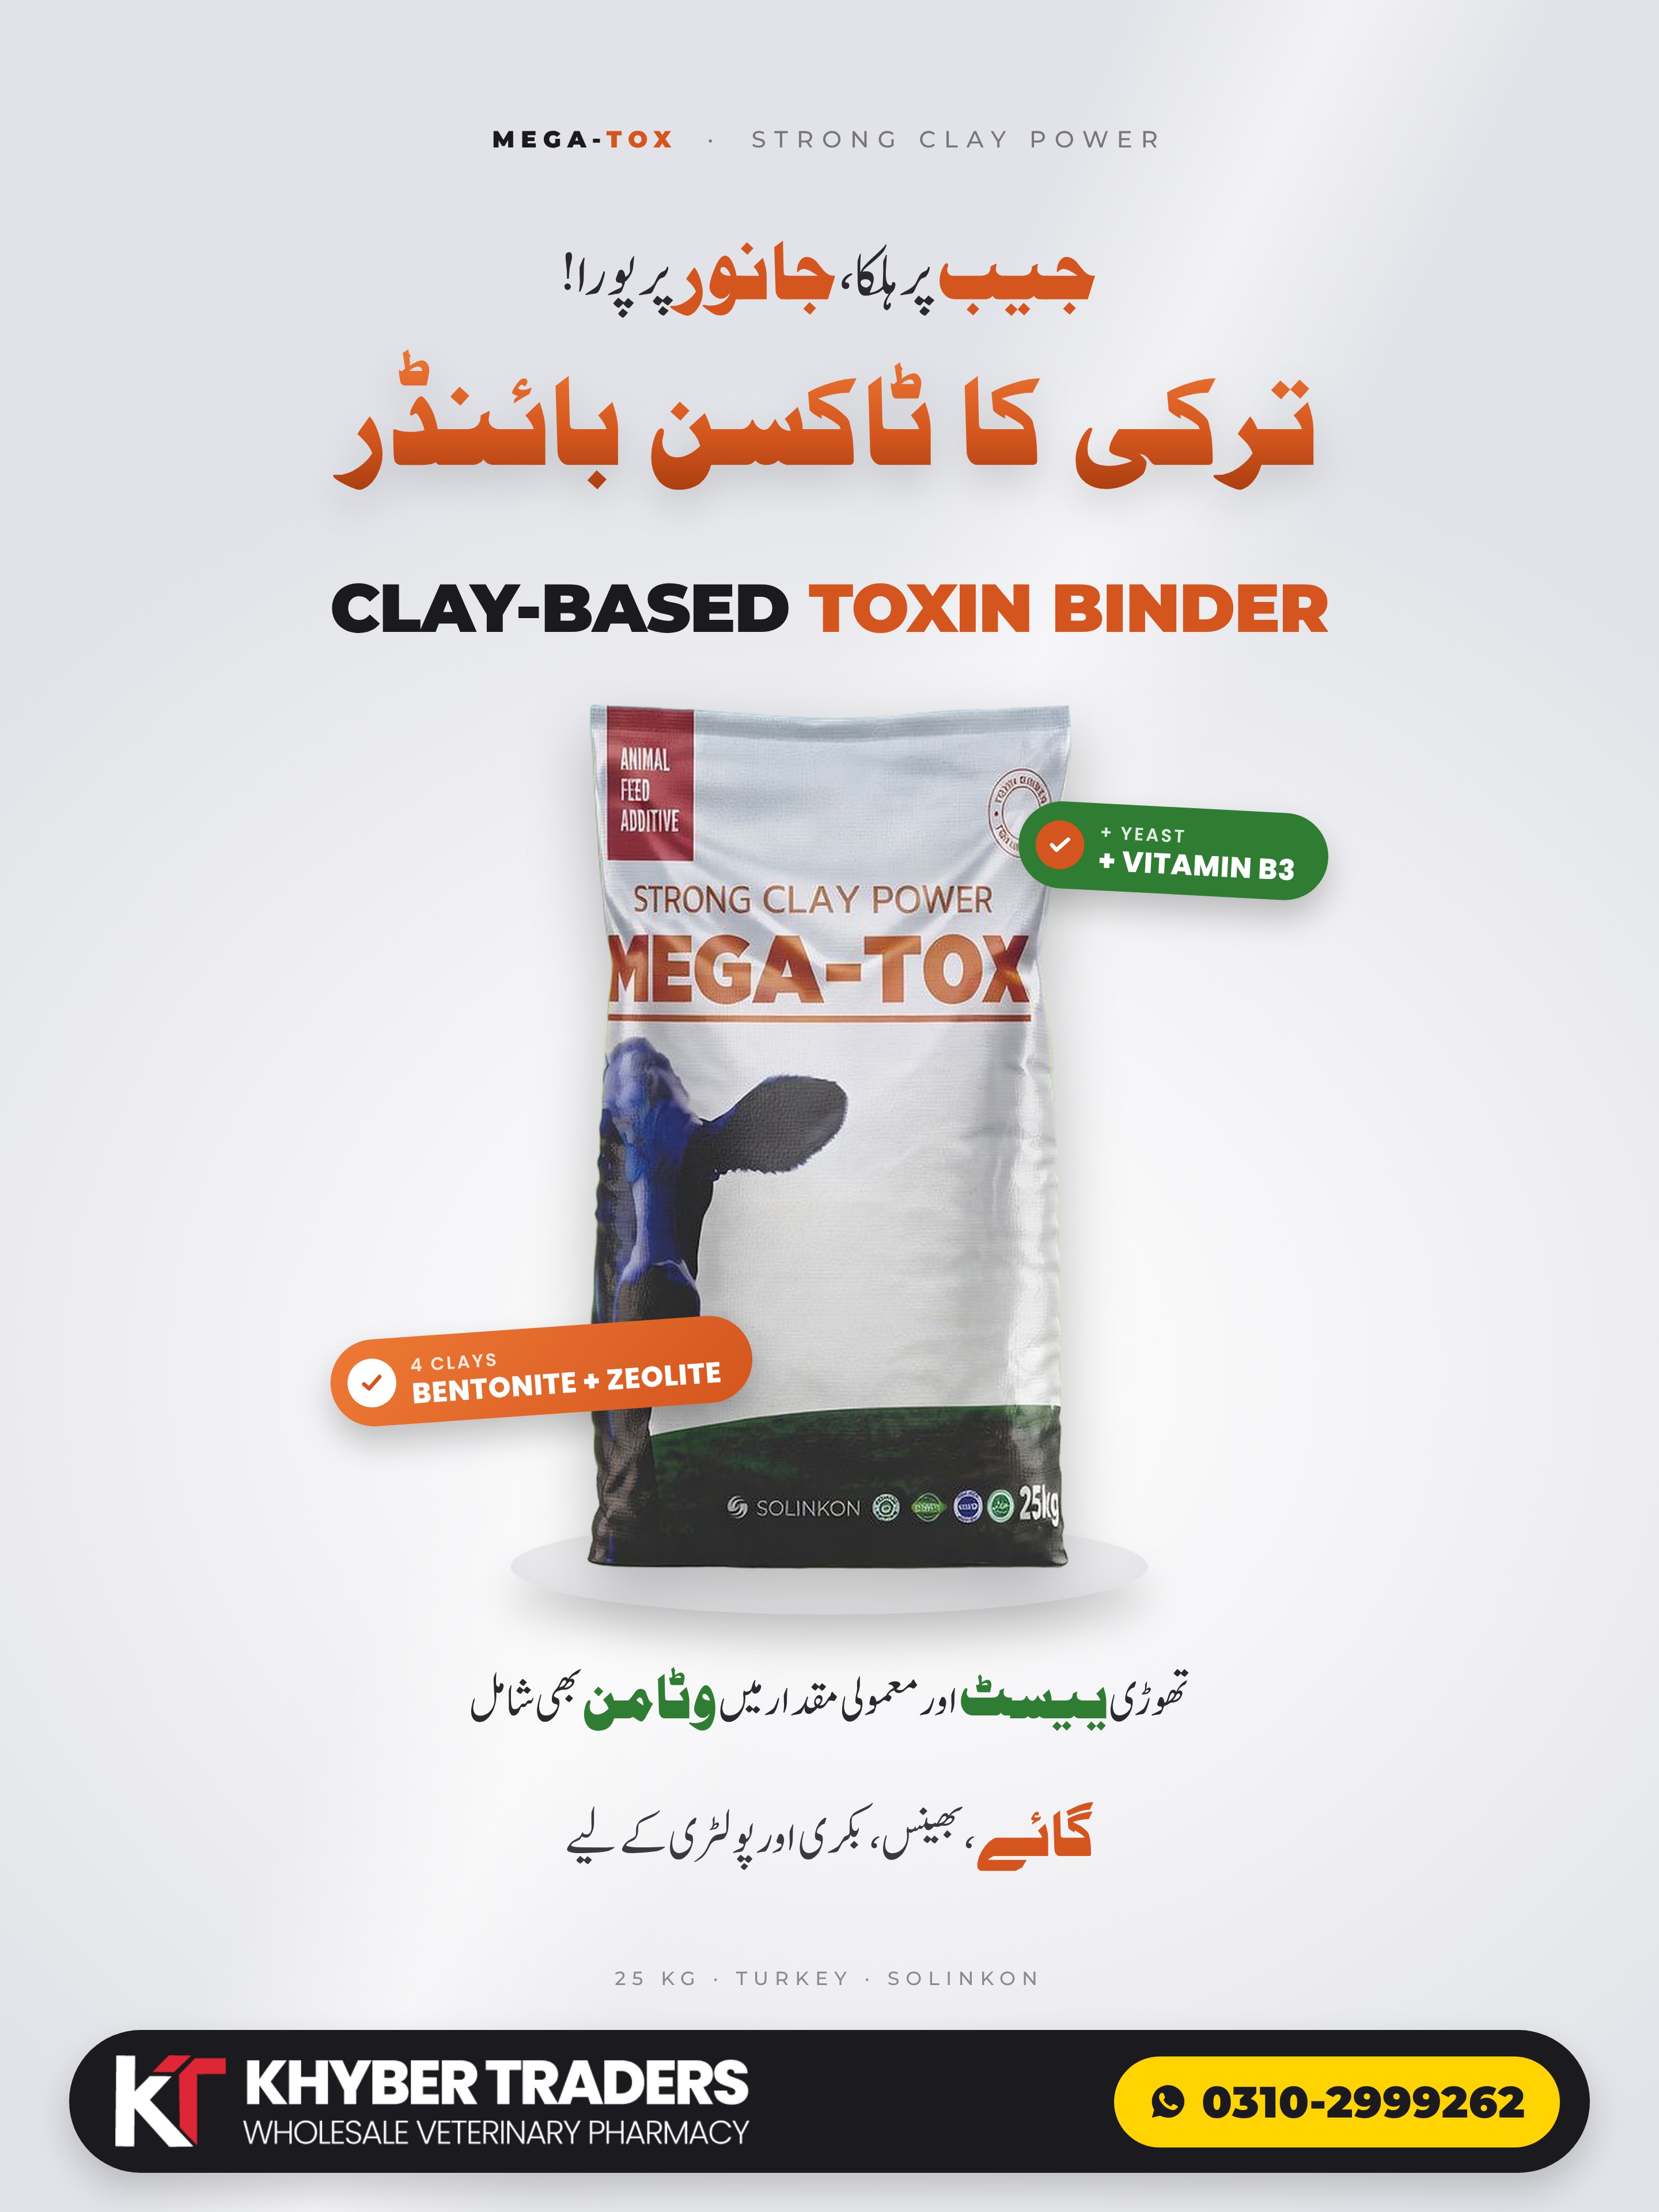 MEGA-TOX · STRONG CLAY POWER
جیب پر ہلکا، جانور پر پورا!
ترکی کا ٹاکسن بائنڈر
CLAY-BASED TOXIN BINDER
ANIMAL
FEED
ADDITIVE
+ YEAST
+ VITAMIN B3
STRONG CLAY POWER
MEGA-TOX
4 CLAYS
BENTONITE + ZEOLITE
SOLINKON
25kg
تھوڑی ییسٹ اور معمولی مقدار میں وٹامن بھی شامل
گائے، بھینس، بکری اور پولٹری کے لیے
25 KG · TURKEY · SOLINKON
KT KHYBER TRADERS
WHOLESALE VETERINARY PHARMACY
0310-2999262